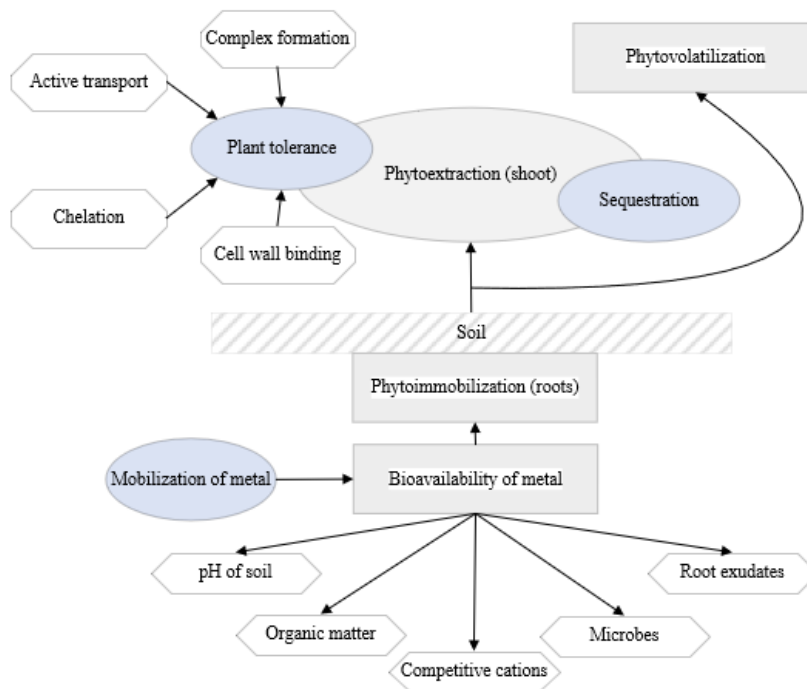 Complex formation
Phytovolatilization
Active transport
Plant tolerance
Phytoextraction (shoot)
Sequestration
Chelation
Cell wall binding
Soil
Phytoimmobilization (roots)
Mobilization of metal
Bioavailability of metal
pH of soil
Root exudates
Organic matter
Microbes
Competitive cations